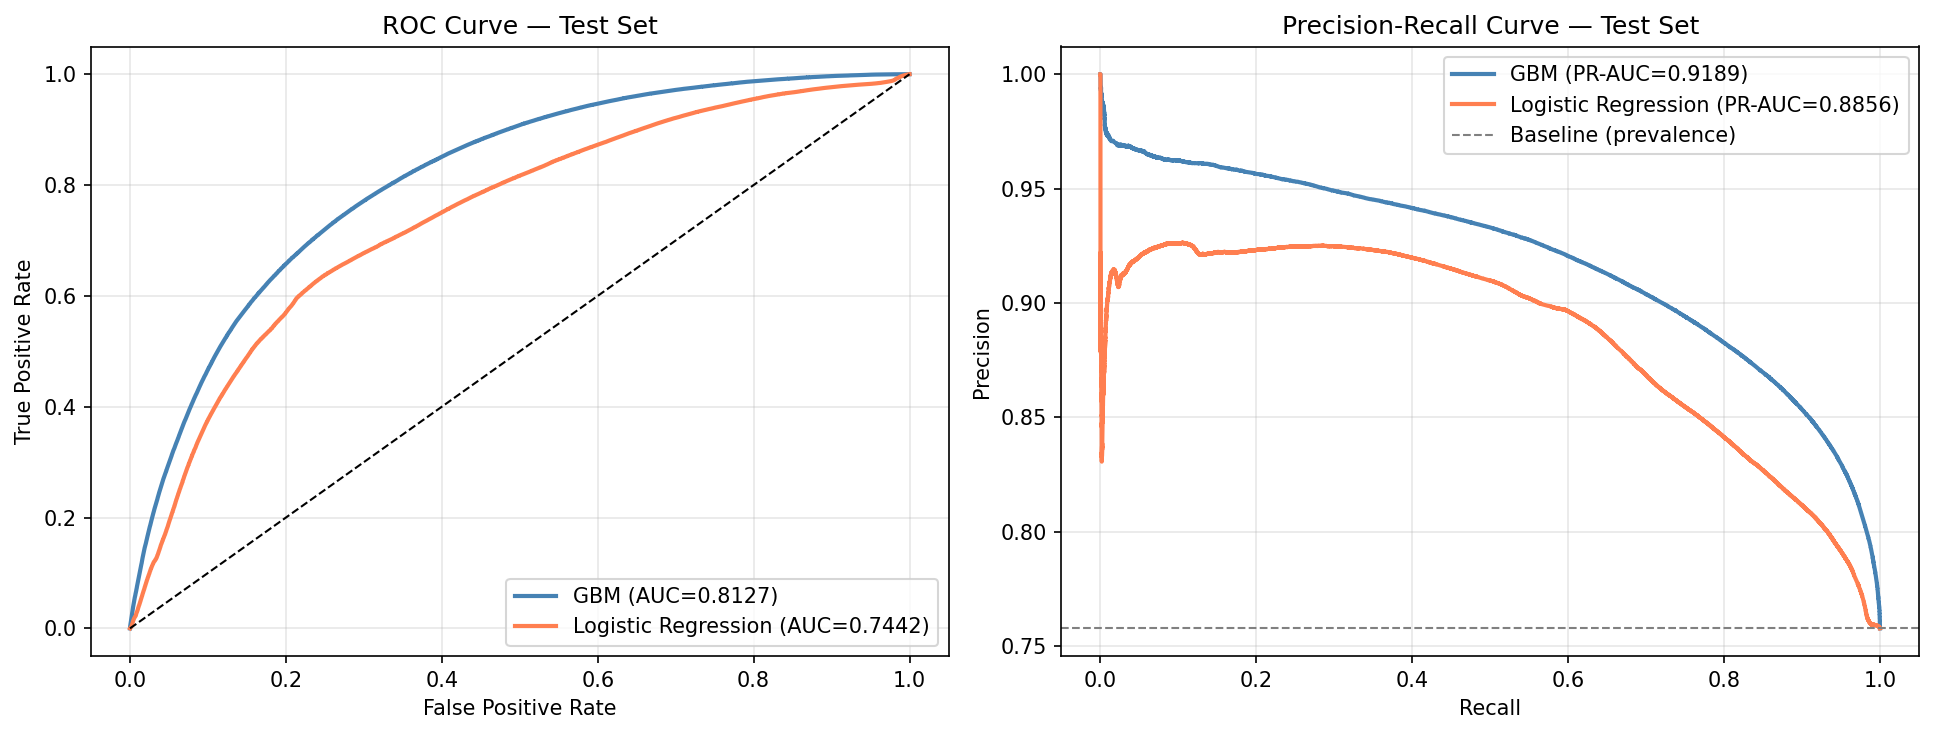 ROC Curve — Test Set
True Positive Rate
1.0
0.8
0.6
0.4
0.2
0.0
GBM (AUC=0.8127)
Logistic Regression (AUC=0.7442)
0.0 0.2 0.4 0.6 0.8 1.0
False Positive Rate
Precision-Recall Curve — Test Set
Precision
1.00
0.95
0.90
0.85
0.80
0.75
GBM (PR-AUC=0.9189)
Logistic Regression (PR-AUC=0.8856)
Baseline (prevalence)
0.0 0.2 0.4 0.6 0.8 1.0
Recall